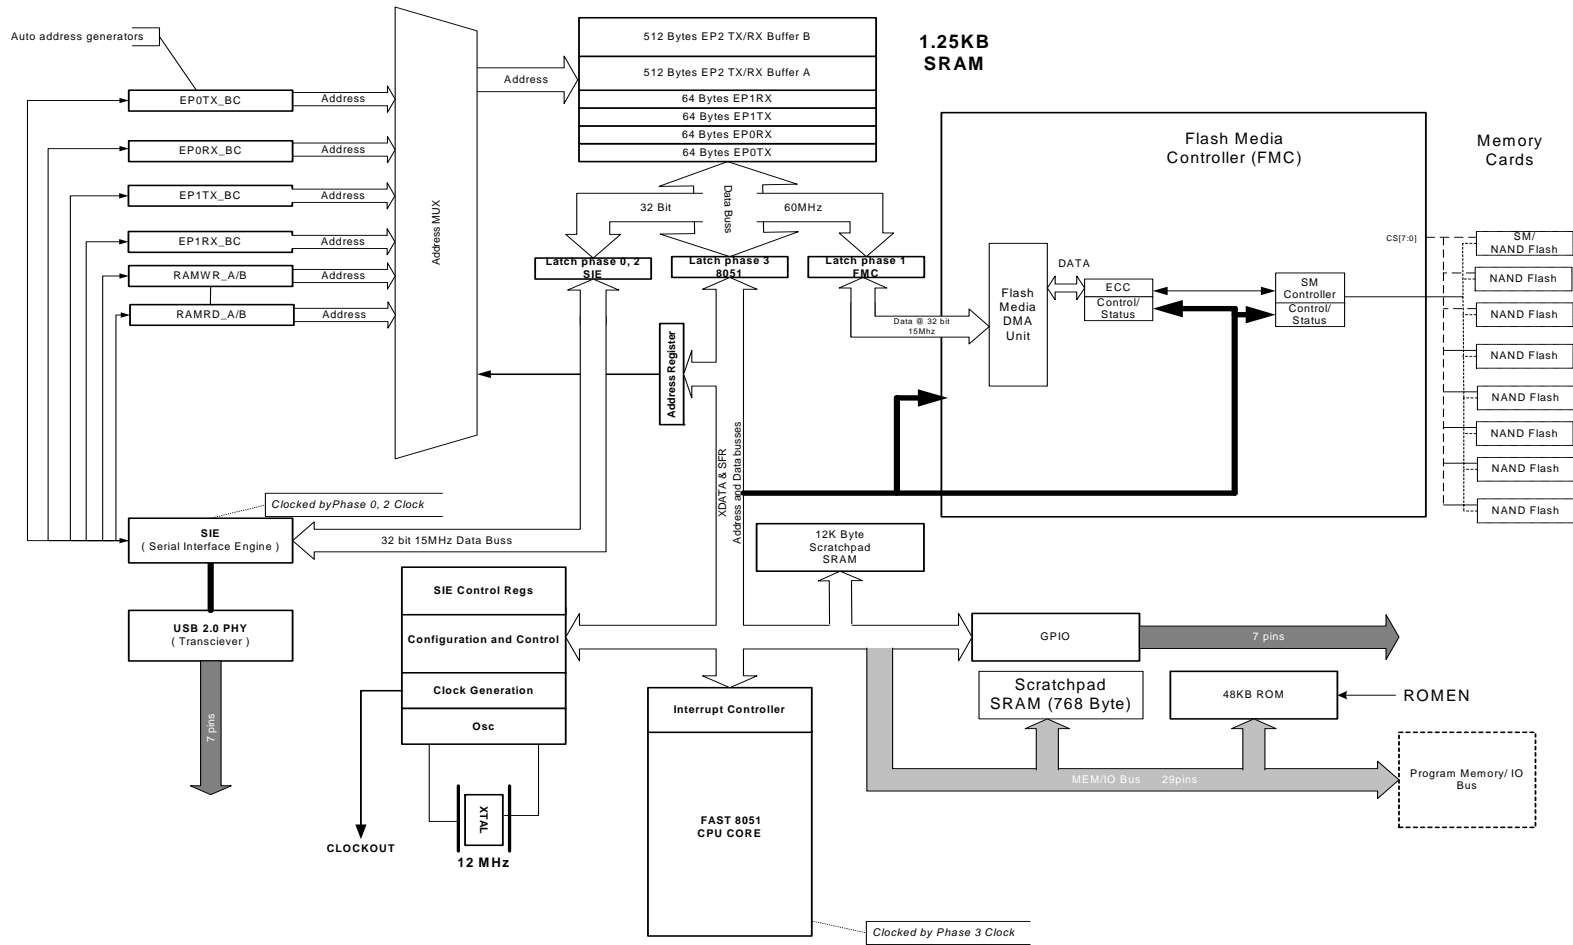 Auto address generators
EP0TX_BC
Address
EP0RX_BC
Address
EP1TX_BC
Address
EP1RX_BC
Address
RAMWR_A/B
Address
RAMRD_A/B
Address
Address MUX
Address
512 Bytes EP2 TX/RX Buffer B
512 Bytes EP2 TX/RX Buffer A
64 Bytes EP1RX
64 Bytes EP1TX
64 Bytes EP0RX
64 Bytes EP0TX
1.25KB
SRAM
32 Bit
Data Buss
60MHz
Latch phase 0, 2
SIE
Latch phase 3
8051
Latch phase 1
FMC
Data @ 32 bit
15Mhz
Address Register
XDATA & SFR
Address and Data busses
Flash Media
Controller (FMC)
Flash
Media
DMA
Unit
DATA
ECC
Control/
Status
SM
Controller
Control/
Status
CS[7:0]
Memory
Cards
SM/
NAND Flash
NAND Flash
NAND Flash
NAND Flash
NAND Flash
NAND Flash
NAND Flash
NAND Flash
Clocked byPhase 0, 2 Clock
SIE
( Serial Interface Engine )
32 bit 15MHz Data Buss
USB 2.0 PHY
( Transciever )
7 pins
SIE Control Regs
Configuration and Control
Clock Generation
Osc
XTAL
12 MHz
CLOCKOUT
12K Byte
Scratchpad
SRAM
GPIO
7 pins
Interrupt Controller
FAST 8051
CPU CORE
Clocked by Phase 3 Clock
Scratchpad
SRAM (768 Byte)
48KB ROM
ROMEN
MEM/IO Bus 29pins
Program Memory/ IO
Bus